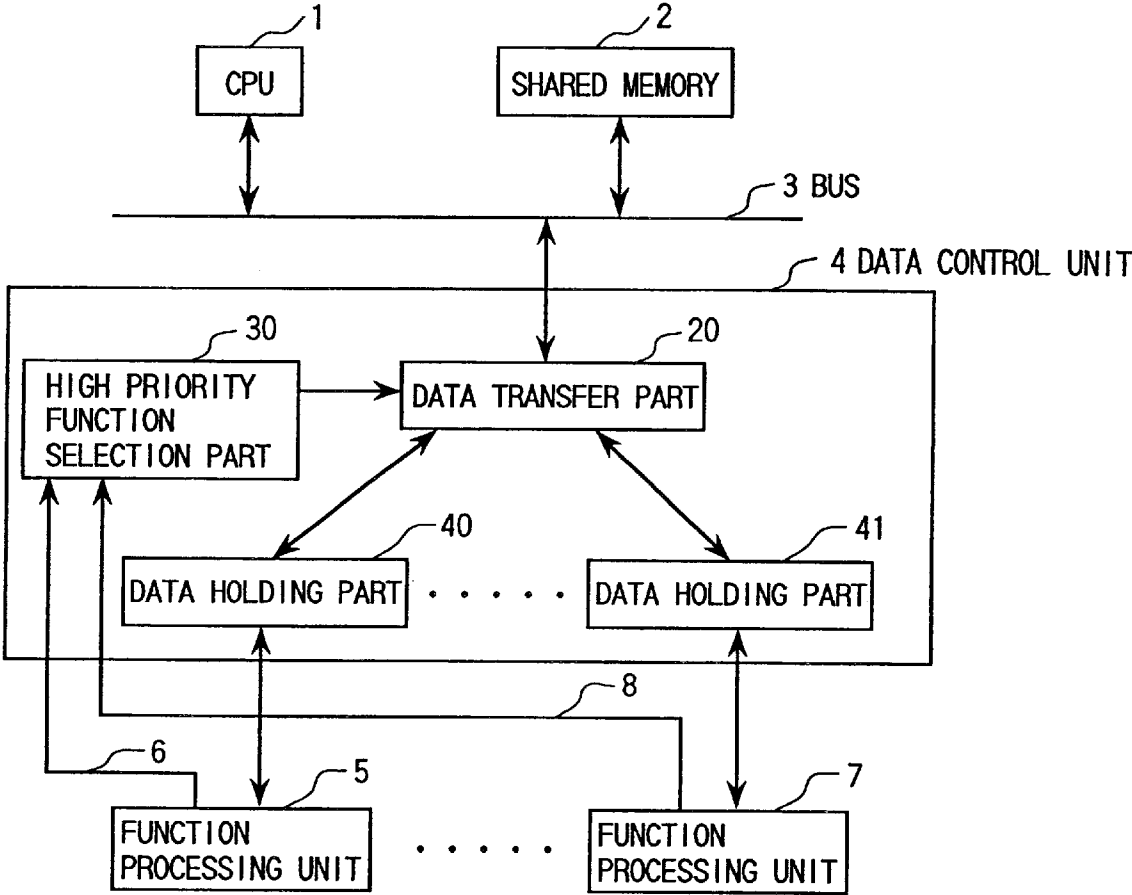 1
2
CPU
SHARED MEMORY
3 BUS
4 DATA CONTROL UNIT
30
20
HIGH PRIORITY
FUNCTION
SELECTION PART
DATA TRANSFER PART
40
41
DATA HOLDING PART
DATA HOLDING PART
8
6
5
7
FUNCTION
PROCESSING UNIT
FUNCTION
PROCESSING UNIT